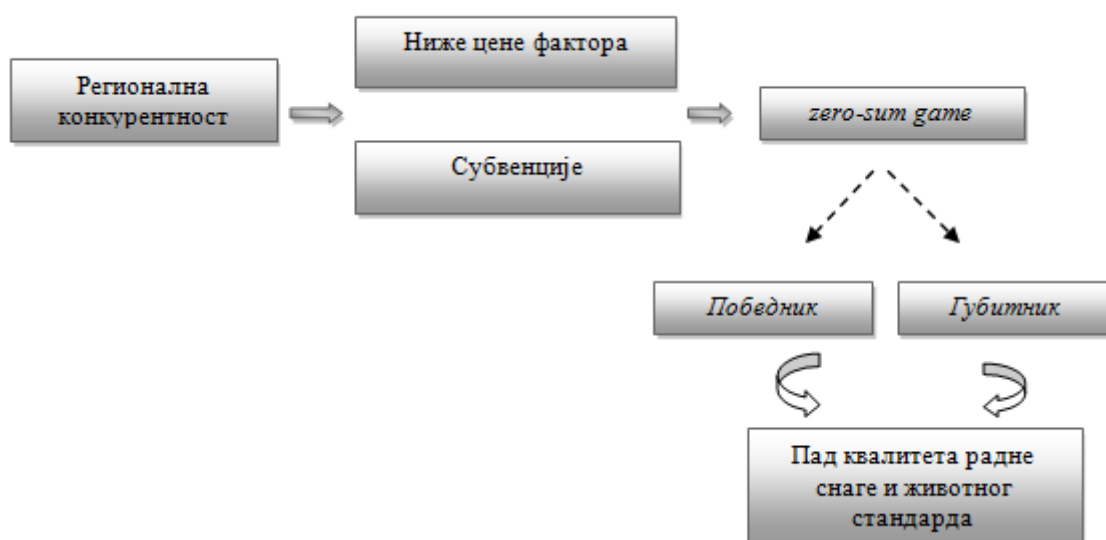 Ниже цене фактора
Регионална
конкурентност
zero-sum game
Субвенције
Победник
Губитник
Пад квалитета радне
снаге и животног
стандарда